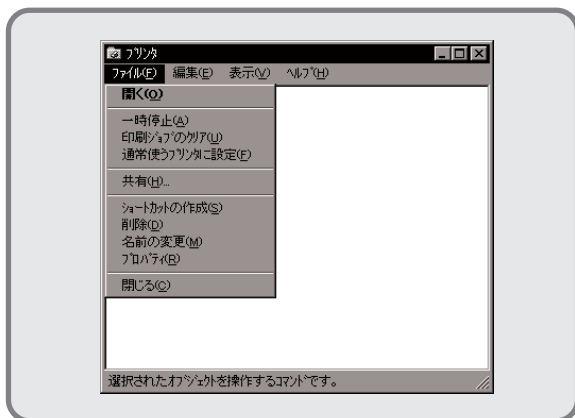 プリンタ
ファイル(F) 編集(E) 表示(V) ヘルプ(H)
開く(O)
一時停止(A)
印刷ジョブのクリア(U)
通常使うプリンタに設定(F)
共有(H)...
ショートカットの作成(S)
削除(D)
名前の変更(M)
プロパティ(R)
閉じる(C)
選択されたオブジェクトを操作するコマンドです。